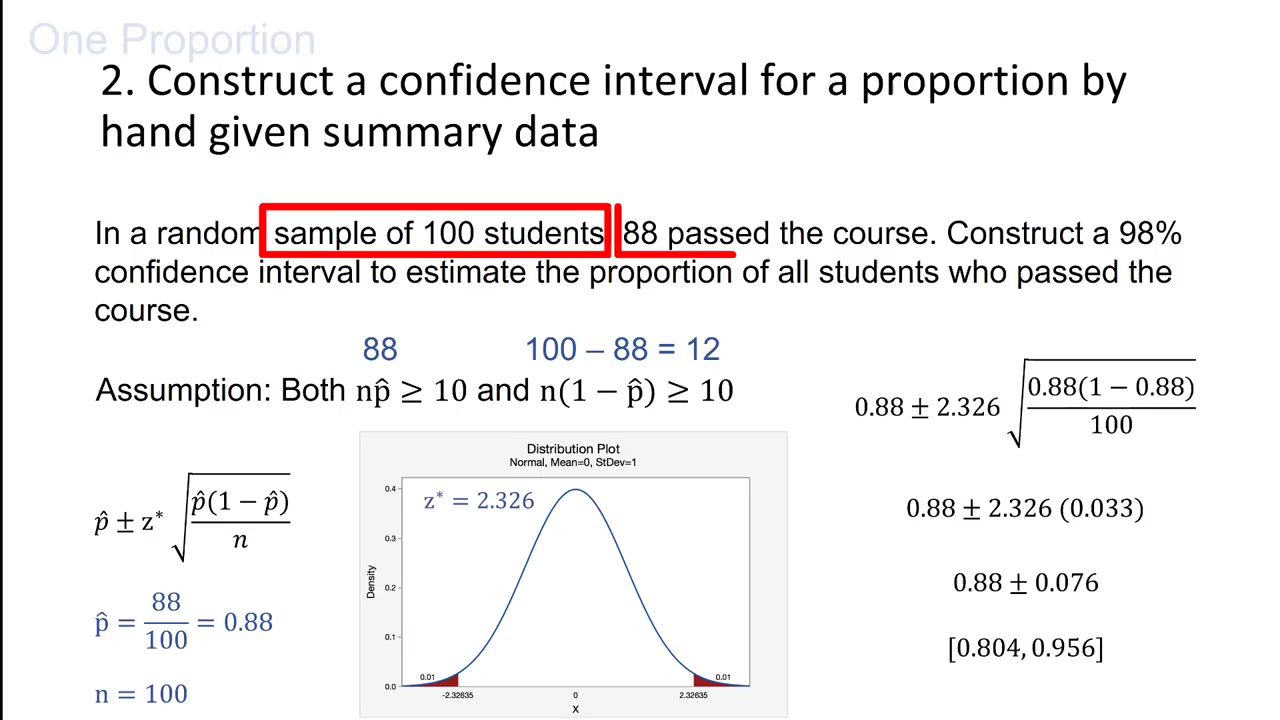 One Proportion
2. Construct a confidence interval for a proportion by
hand given summary data
In a random sample of 100 students 88 passed the course. Construct a 98%
confidence interval to estimate the proportion of all students who passed the
course.
88 100 – 88 = 12
Assumption: Both np̂ ≥ 10 and n(1 − p̂) ≥ 10
p̂ ± z* √(p̂(1 − p̂)/n)
p̂ = 88/100 = 0.88
n = 100
Distribution Plot
Normal, Mean=0, StDev=1
z* = 2.326
Density
0.4
0.3
0.2
0.1
0.0
0.01 0.01
-2.32635 0 2.32635
X
0.88 ± 2.326 √(0.88(1 − 0.88)/100)
0.88 ± 2.326 (0.033)
0.88 ± 0.076
[0.804, 0.956]